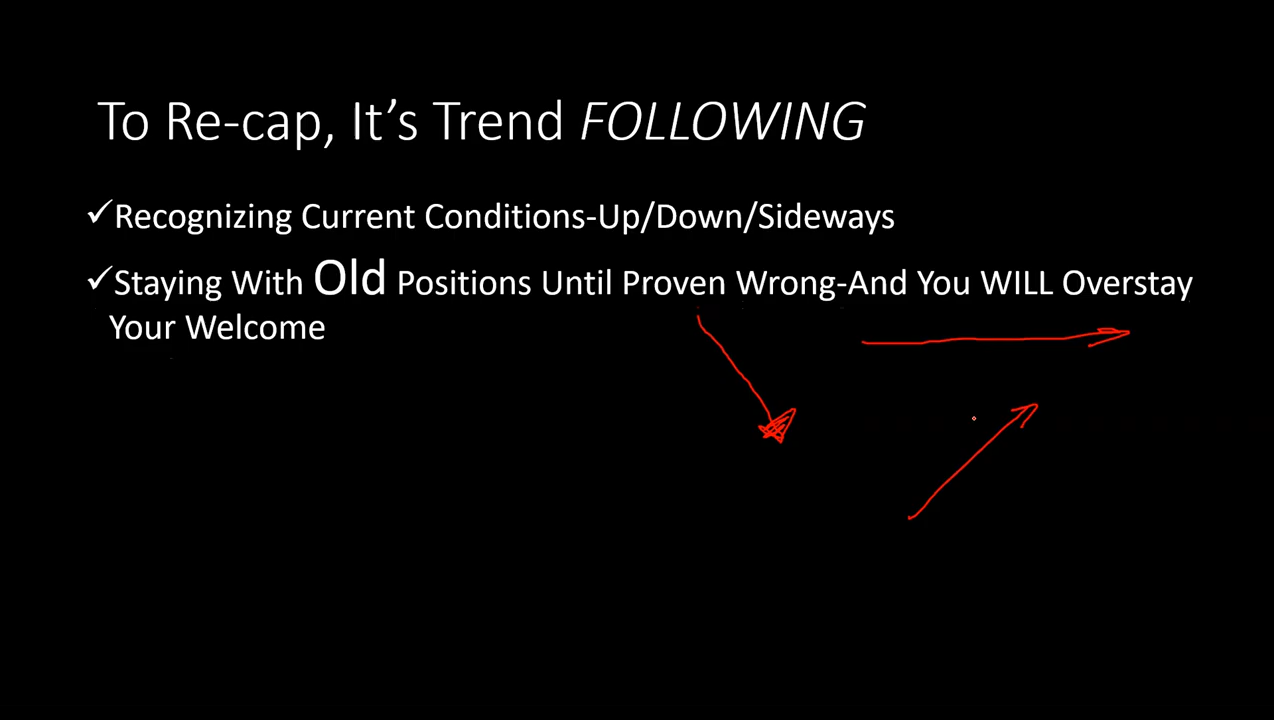 To Re-cap, It’s Trend FOLLOWING
✓Recognizing Current Conditions-Up/Down/Sideways
✓Staying With Old Positions Until Proven Wrong-And You WILL Overstay
Your Welcome